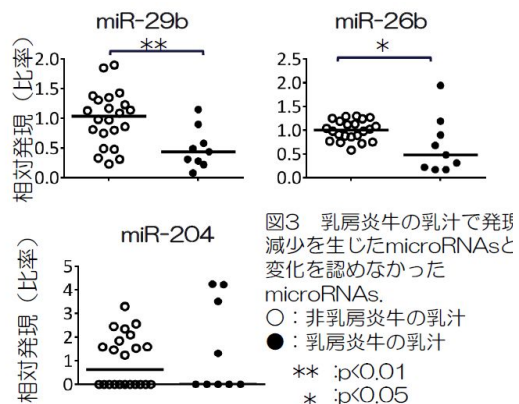 miR-29b
**
相対発現（比率）
2.0
1.5
1.0
0.5
0.0
miR-26b
*
2.5
2.0
1.5
1.0
0.5
0.0
miR-204
相対発現（比率）
5
4
3
2
1
0
図3　乳房炎牛の乳汁で発現
減少を生じたmicroRNAsと
変化を認めなかった
microRNAs.
○：非乳房炎牛の乳汁
●：乳房炎牛の乳汁
** :p<0.01
* :p<0.05